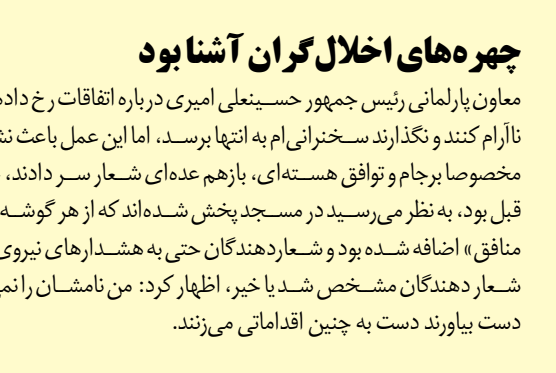 چهره‌های اخلال‌گران آشنا بود
معاون پارلمانی رئیس جمهور حسینعلی امیری درباره اتفاقات رخ
ناآرام کنند و نگذارند سخنرانی‌ام به انتها برسد، اما این عمل باعث
مخصوصا برجام و توافق هسته‌ای، بازهم عده‌ای شعار سر دادند،
قبل بود، به نظر می‌رسید در مسجد پخش شده‌اند که از هر گوشه
منافق» اضافه شده بود و شعاردهندگان حتی به هشدارهای نیروی
شعار دهندگان مشخص شد یا خیر، اظهار کرد: من نامشان را
دست بیاورند دست به چنین اقداماتی می‌زنند.